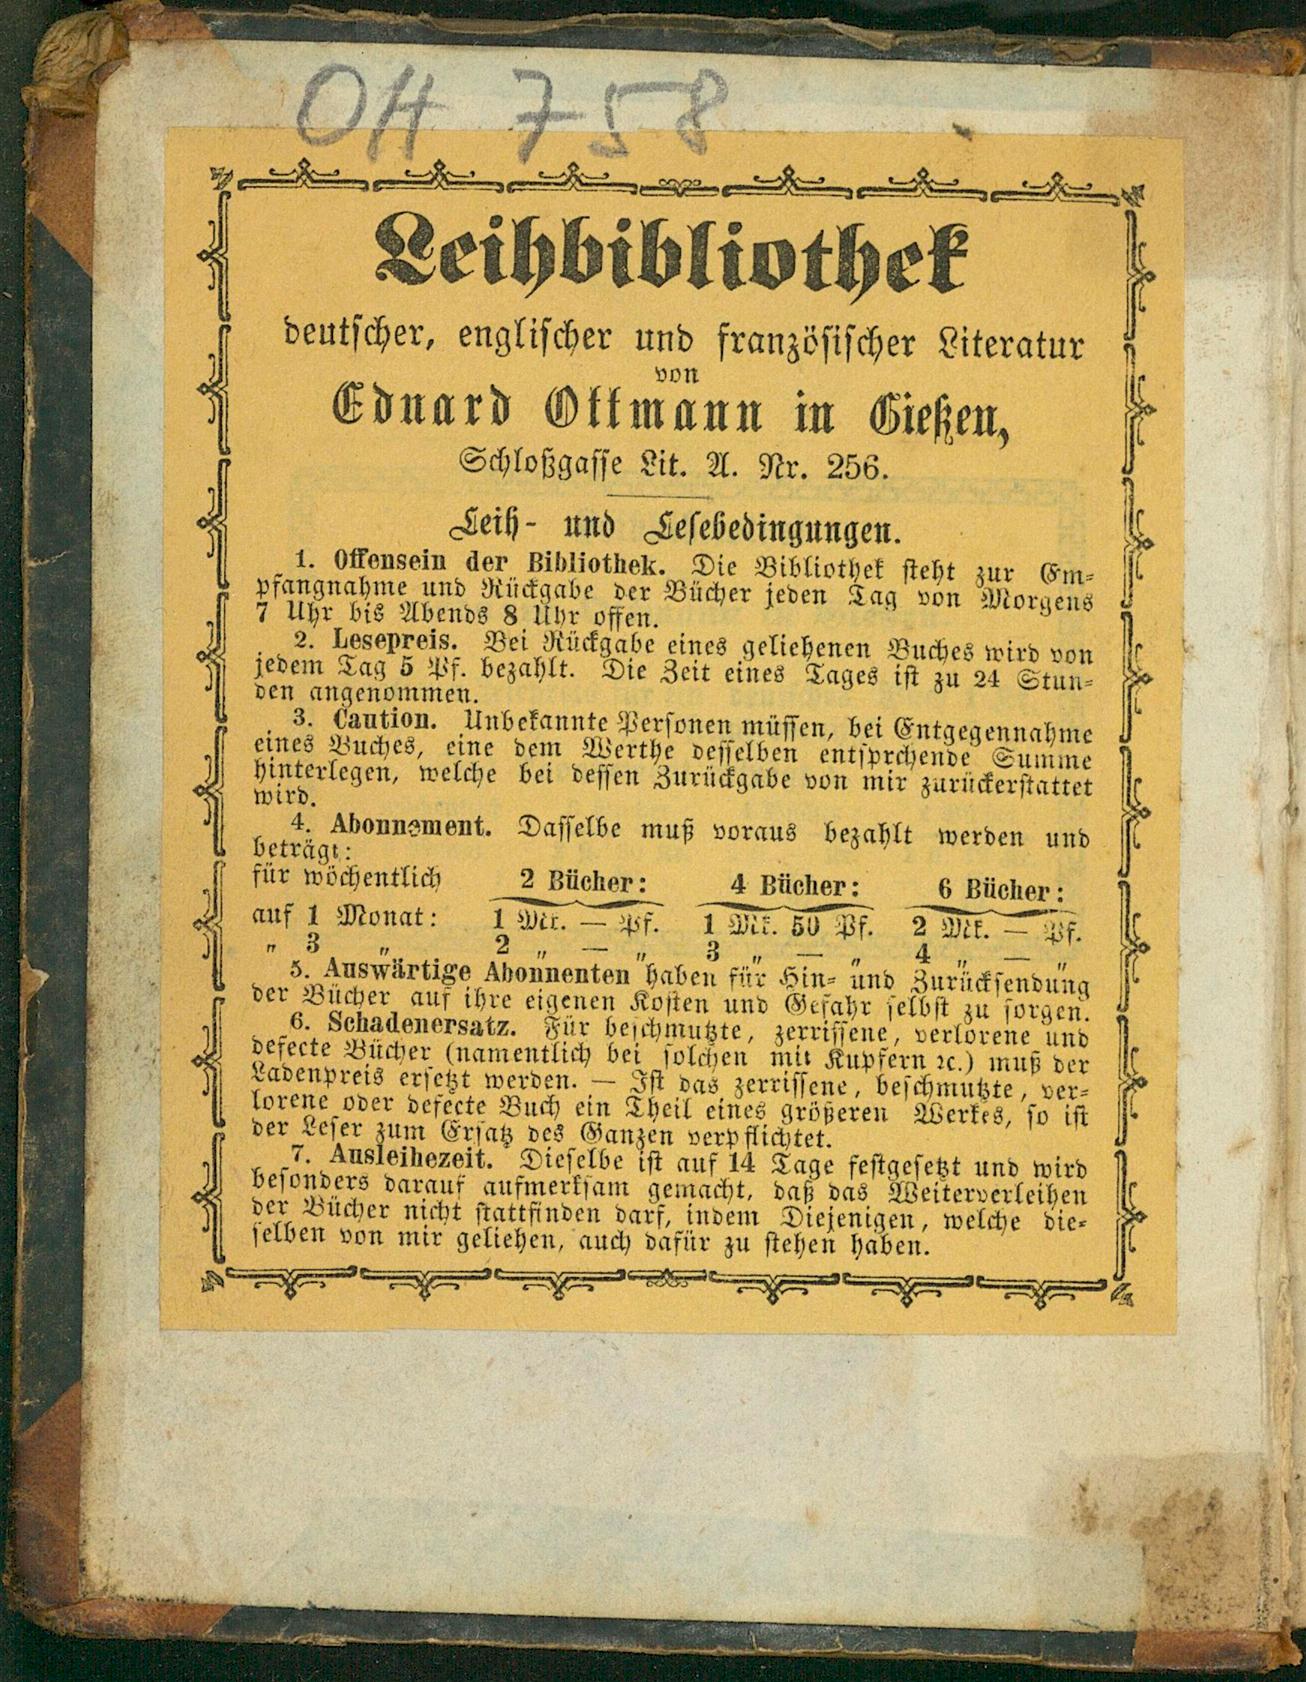 OH 758
Leihbibliothek
deutscher, englischer und französischer Literatur
von
Eduard Ottmann in Gießen,
Schloßgasse Lit. A. Nr. 256.
Leih- und Lesebedingungen.
1. Offensein der Bibliothek. Die Bibliothek steht zur Em-
pfangnahme und Rückgabe der Bücher jeden Tag von Morgens
7 Uhr bis Abends 8 Uhr offen.
2. Lesepreis. Bei Rückgabe eines geliehenen Buches wird von
jedem Tag 5 Pf. bezahlt. Die Zeit eines Tages ist zu 24 Stun-
den angenommen.
3. Caution. Unbekannte Personen müssen, bei Entgegennahme
eines Buches, eine dem Werthe desselben entsprchende Summe
hinterlegen, welche bei dessen Zurückgabe von mir zurückerstattet
wird.
4. Abonnement. Dasselbe muß voraus bezahlt werden und
beträgt:
für wöchentlich 2 Bücher: 4 Bücher: 6 Bücher:
auf 1 Monat: 1 Mk. — Pf. 1 Mk. 50 Pf. 2 Mk. — Pf.
„ 3 „ 2 „ — „ 3 „ — „ 4 „ — „
5. Auswärtige Abonnenten haben für Hin- und Zurücksendung
der Bücher auf ihre eigenen Kosten und Gefahr selbst zu sorgen.
6. Schadenersatz. Für beschmutzte, zerrissene, verlorene und
defecte Bücher (namentlich bei solchen mit Kupfern ꝛc.) muß der
Ladenpreis ersetzt werden. — Ist das zerrissene, beschmutzte, ver-
lorene oder defecte Buch ein Theil eines größeren Werkes, so ist
der Leser zum Ersatz des Ganzen verpflichtet.
7. Ausleihezeit. Dieselbe ist auf 14 Tage festgesetzt und wird
besonders darauf aufmerksam gemacht, daß das Weiterverleihen
der Bücher nicht stattfinden darf, indem Diejenigen, welche die-
selben von mir geliehen, auch dafür zu stehen haben.